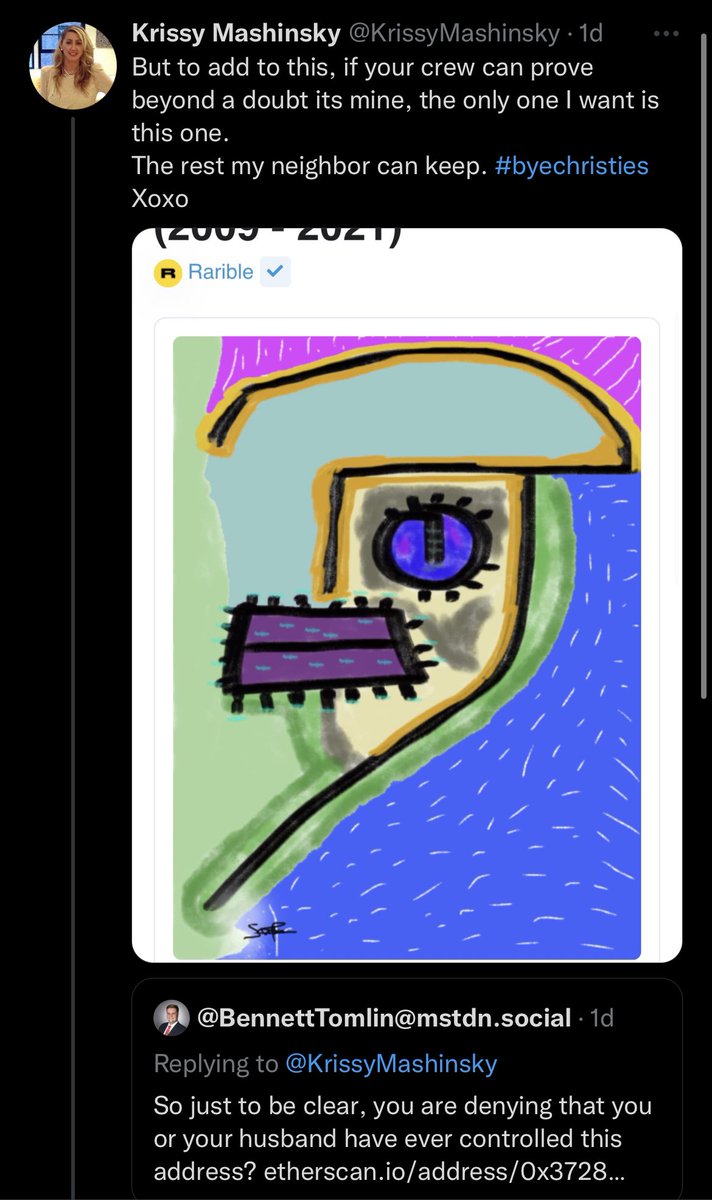 Krissy Mashinsky @KrissyMashinsky · 1d
But to add to this, if your crew can prove
beyond a doubt its mine, the only one I want is
this one.
The rest my neighbor can keep. #byechristies
Xoxo
(2009 - 2021)
R Rarible
@BennettTomlin@mstdn.social · 1d
Replying to @KrissyMashinsky
So just to be clear, you are denying that you
or your husband have ever controlled this
address? etherscan.io/address/0x3728...